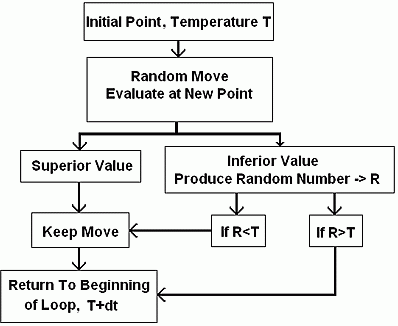 Initial Point, Temperature T
Random Move
Evaluate at New Point
Superior Value
Inferior Value
Produce Random Number -> R
Keep Move
If R<T
If R>T
Return To Beginning
of Loop, T+dt